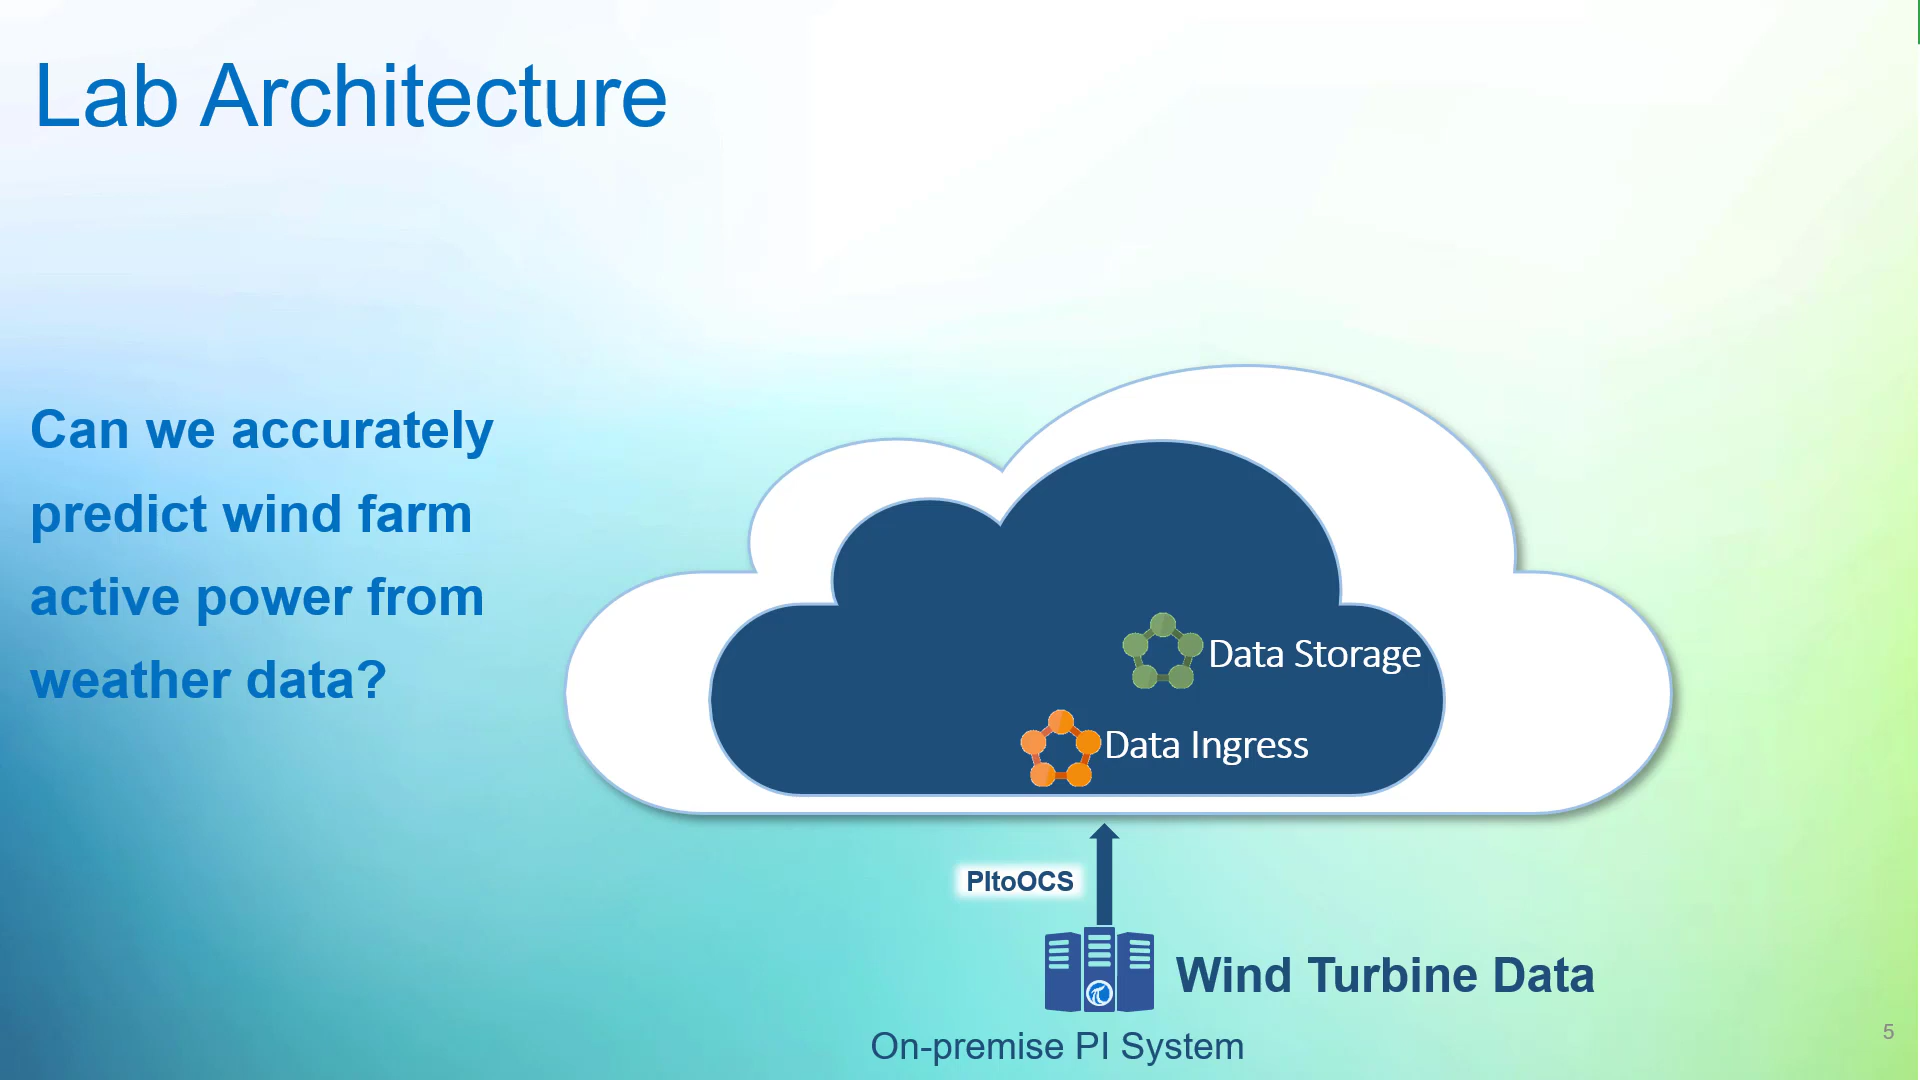 Lab Architecture
Can we accurately
predict wind farm
active power from
weather data?
Data Storage
Data Ingress
PItoOCS
Wind Turbine Data
On-premise PI System
5